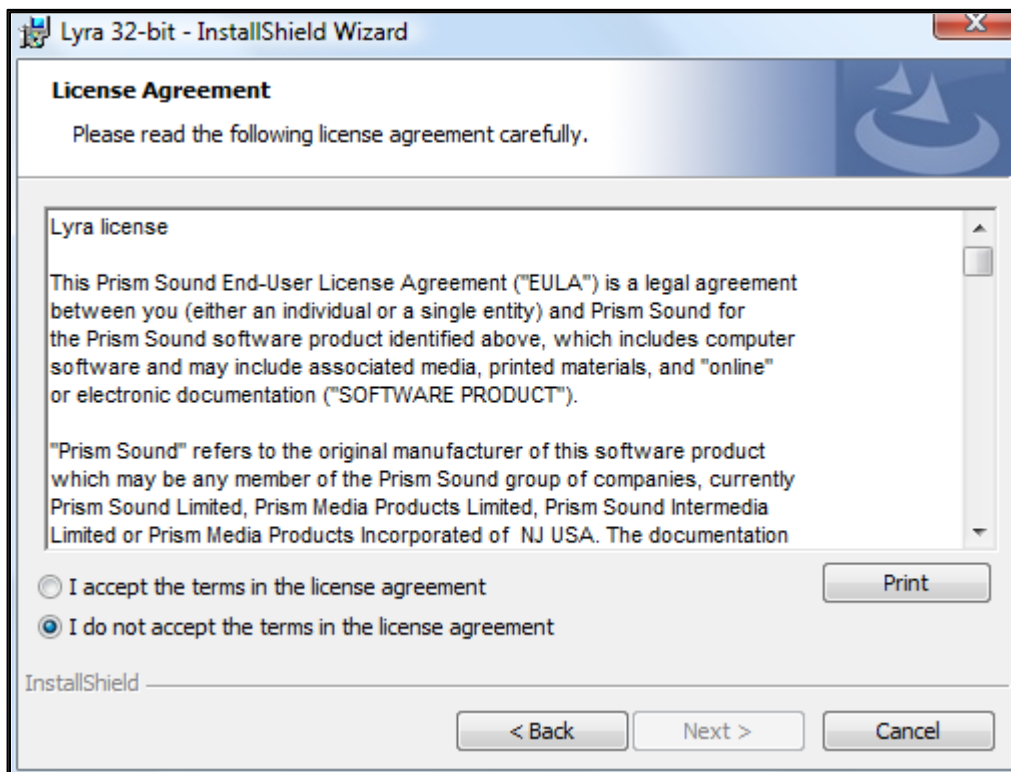 Lyra 32-bit - InstallShield Wizard
License Agreement
Please read the following license agreement carefully.
Lyra license
This Prism Sound End-User License Agreement ("EULA") is a legal agreement
between you (either an individual or a single entity) and Prism Sound for
the Prism Sound software product identified above, which includes computer
software and may include associated media, printed materials, and "online"
or electronic documentation ("SOFTWARE PRODUCT").
"Prism Sound" refers to the original manufacturer of this software product
which may be any member of the Prism Sound group of companies, currently
Prism Sound Limited, Prism Media Products Limited, Prism Sound Intermedia
Limited or Prism Media Products Incorporated of  NJ USA. The documentation
I accept the terms in the license agreement
Print
I do not accept the terms in the license agreement
InstallShield
< Back Next > Cancel